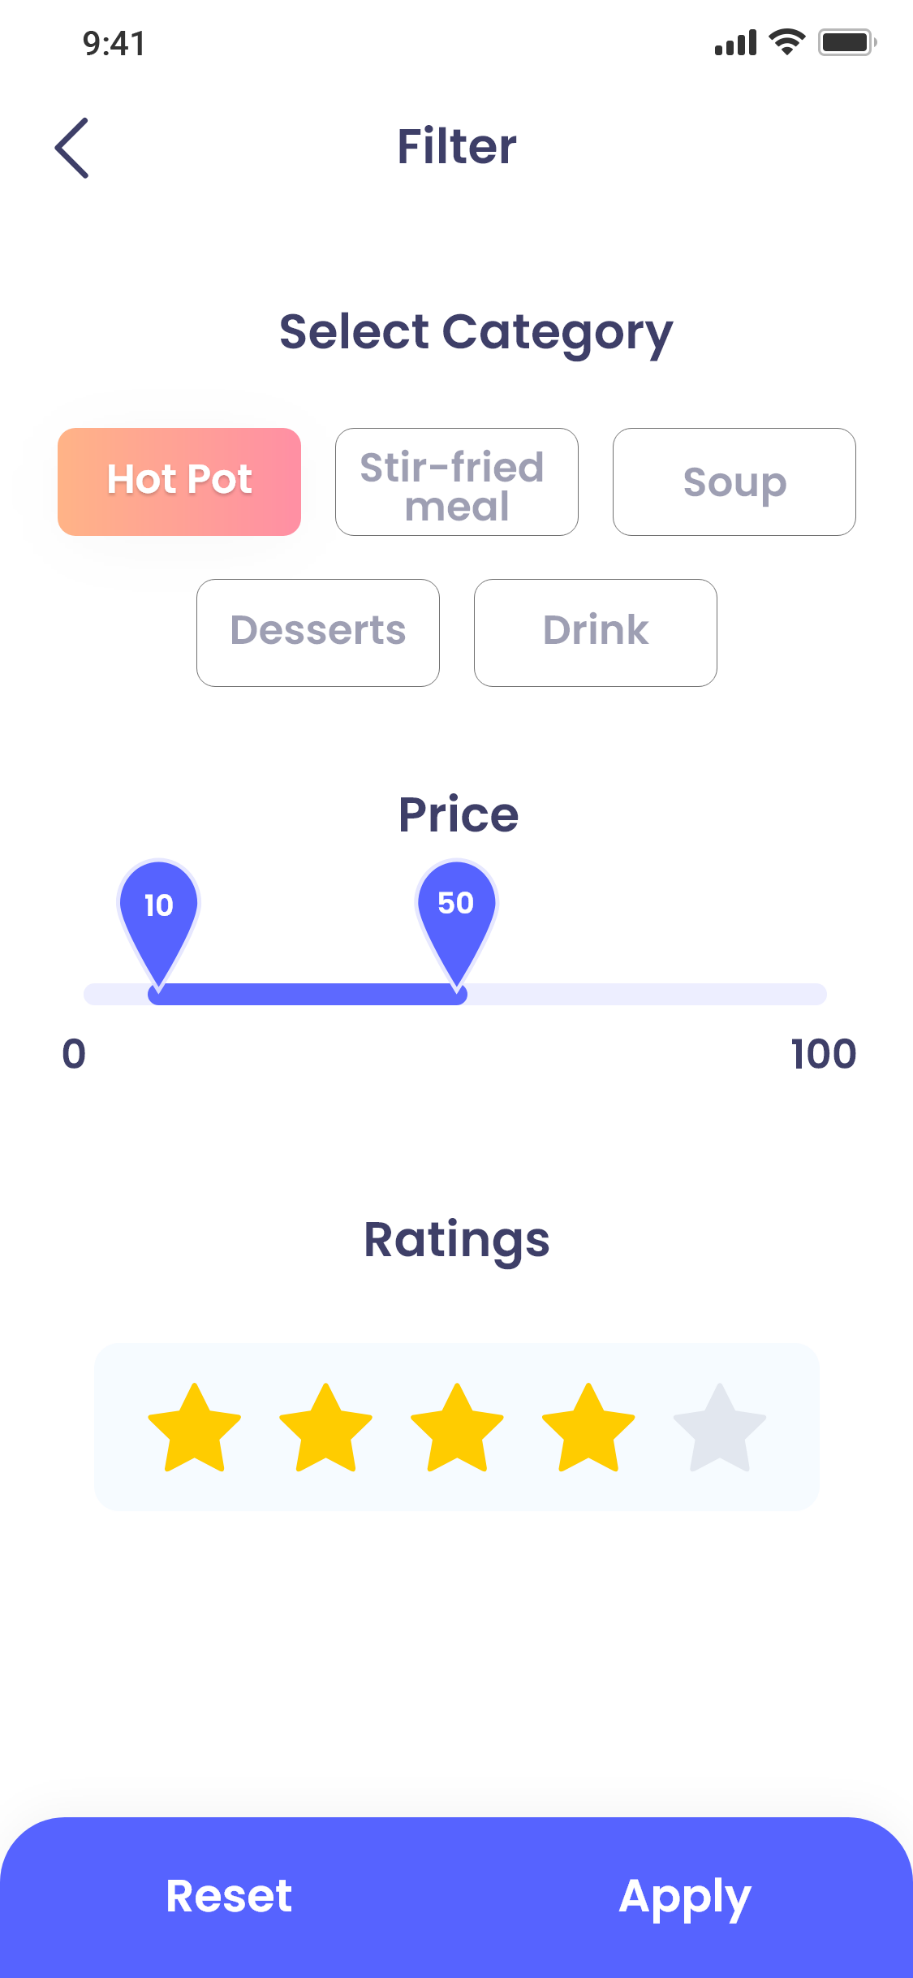 9:41
Filter
Select Category
Hot Pot
Stir-fried
meal
Soup
Desserts
Drink
Price
10
50
0
100
Ratings
Reset
Apply